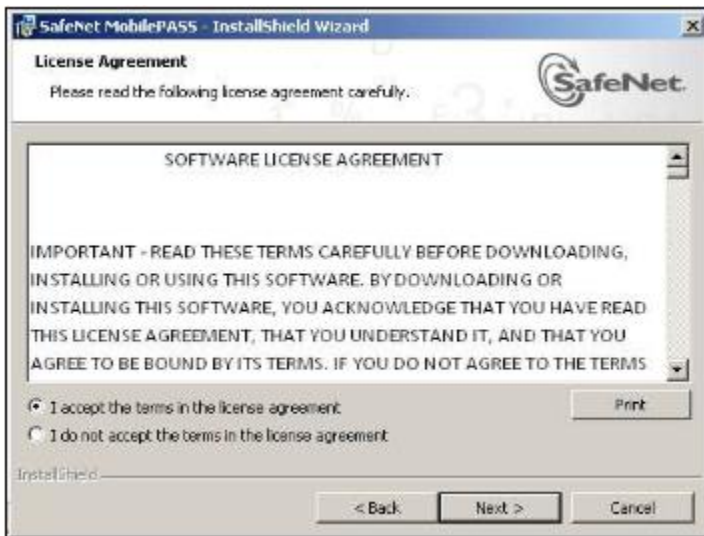 SafeNet MobilePASS - InstallShield Wizard
License Agreement
Please read the following license agreement carefully.
SafeNet.
SOFTWARE LICENSE AGREEMENT
IMPORTANT - READ THESE TERMS CAREFULLY BEFORE DOWNLOADING,
INSTALLING OR USING THIS SOFTWARE. BY DOWNLOADING OR
INSTALLING THIS SOFTWARE, YOU ACKNOWLEDGE THAT YOU HAVE READ
THIS LICENSE AGREEMENT, THAT YOU UNDERSTAND IT, AND THAT YOU
AGREE TO BE BOUND BY ITS TERMS. IF YOU DO NOT AGREE TO THE TERMS
I accept the terms in the license agreement
Print
I do not accept the terms in the license agreement
InstallShield
< Back
Next >
Cancel